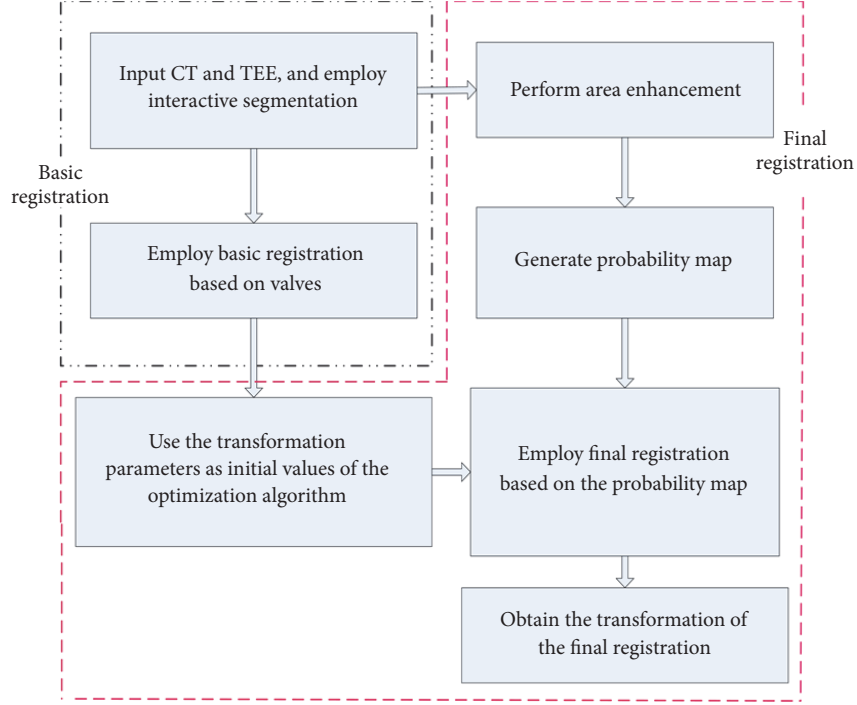 Input CT and TEE, and employ
interactive segmentation
Perform area enhancement
Final
registration
Basic
registration
Employ basic registration
based on valves
Generate probability map
Use the transformation
parameters as initial values of the
optimization algorithm
Employ final registration
based on the probability map
Obtain the transformation of
the final registration